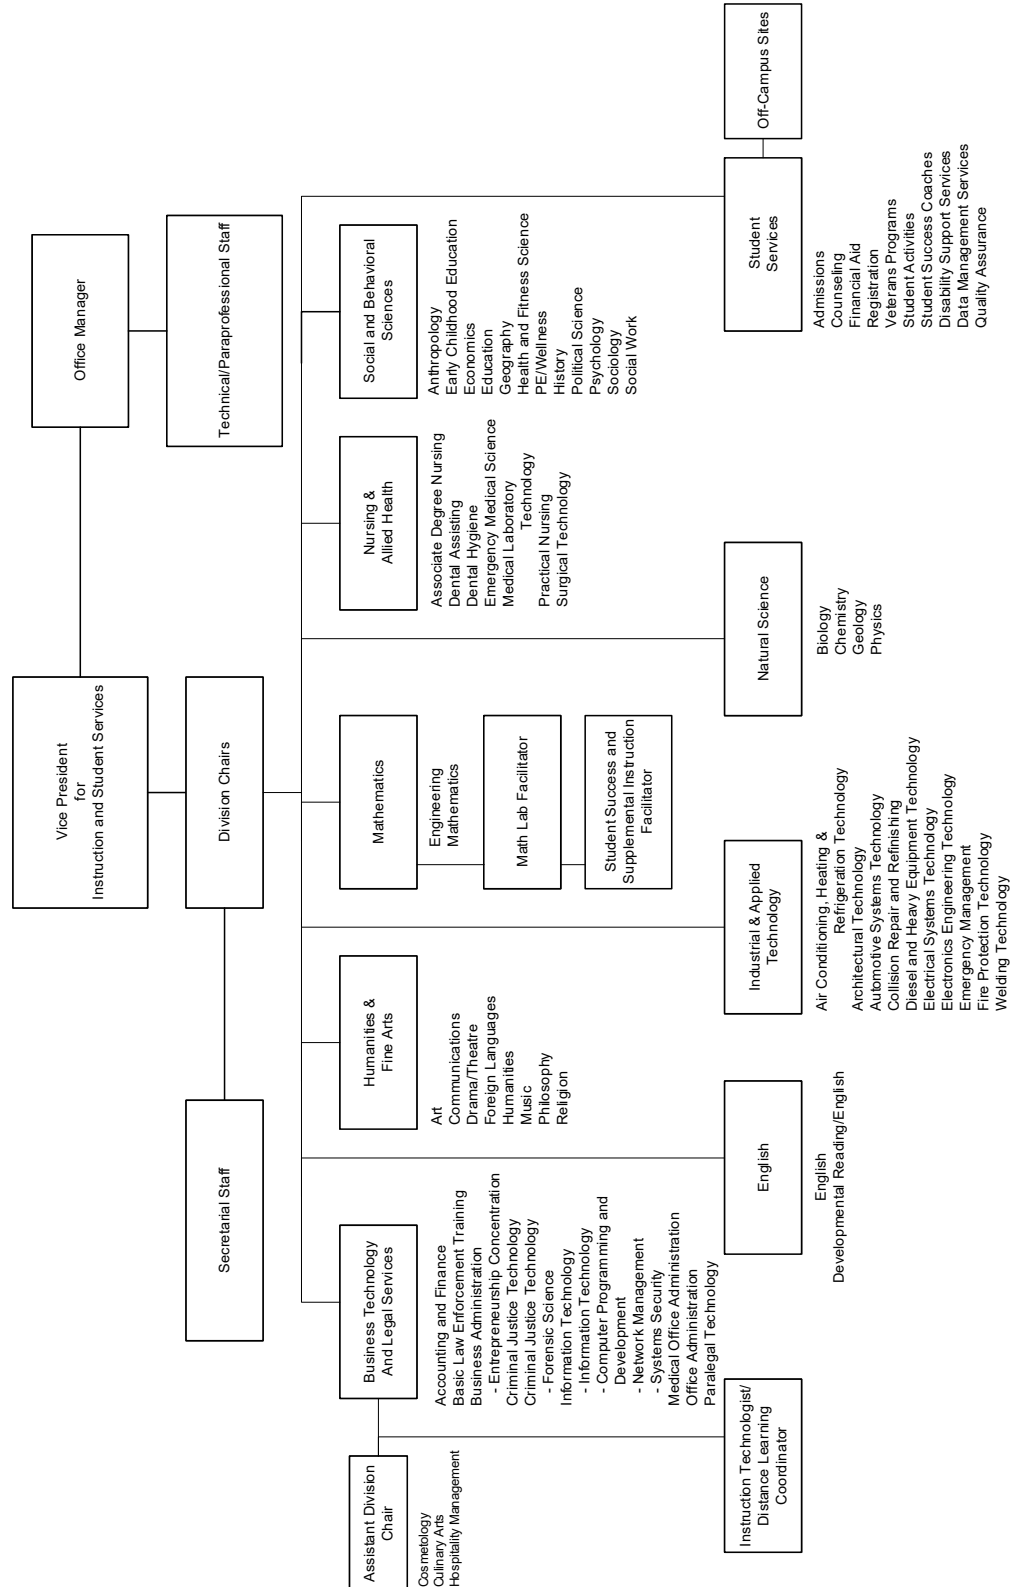 Vice President
for
Instruction and Student Services
Office Manager
Secretarial Staff
Division Chairs
Technical/Paraprofessional Staff
Assistant Division
Chair
Cosmetology
Culinary Arts
Hospitality Management
Business Technology
And Legal Services
Accounting and Finance
Basic Law Enforcement Training
Business Administration
- Entrepreneurship Concentration
Criminal Justice Technology
Criminal Justice Technology
- Forensic Science
Information Technology
- Information Technology
- Computer Programming and
Development
- Network Management
- Systems Security
Medical Office Administration
Office Administration
Paralegal Technology
Humanities &
Fine Arts
Art
Communications
Drama/Theatre
Foreign Languages
Humanities
Music
Philosophy
Religion
Mathematics
Engineering
Mathematics
Math Lab Facilitator
Student Success and
Supplemental Instruction
Facilitator
Nursing &
Allied Health
Associate Degree Nursing
Dental Assisting
Dental Hygiene
Emergency Medical Science
Medical Laboratory
Technology
Practical Nursing
Surgical Technology
Social and Behavioral
Sciences
Anthropology
Early Childhood Education
Economics
Education
Geography
Health and Fitness Science
PE/Wellness
History
Political Science
Psychology
Sociology
Social Work
Instruction Technologist/
Distance Learning
Coordinator
English
English
Developmental Reading/English
Industrial & Applied
Technology
Air Conditioning, Heating &
Refrigeration Technology
Architectural Technology
Automotive Systems Technology
Collision Repair and Refinishing
Diesel and Heavy Equipment Technology
Electrical Systems Technology
Electronics Engineering Technology
Emergency Management
Fire Protection Technology
Welding Technology
Natural Science
Biology
Chemistry
Geology
Physics
Student
Services
Admissions
Counseling
Financial Aid
Registration
Veterans Programs
Student Activities
Student Success Coaches
Disability Support Services
Data Management Services
Quality Assurance
Off-Campus Sites